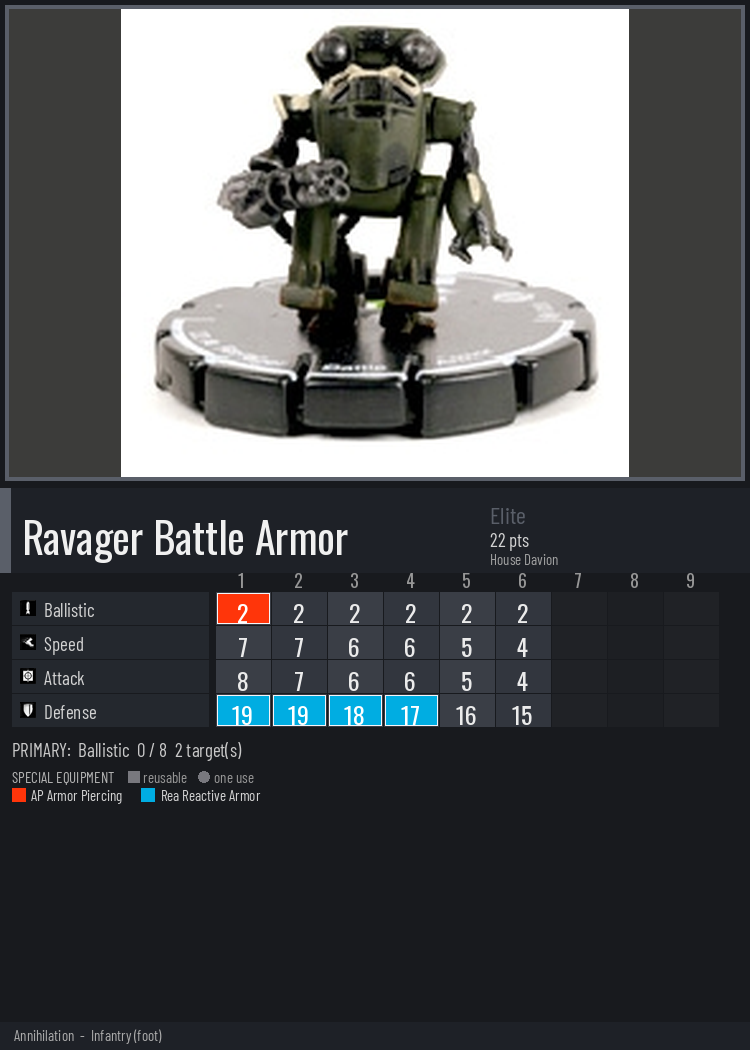 Battle
Ravager Battle Armor
Elite
22 pts
House Davion
1 2 3 4 5 6 7 8 9
Ballistic 2 2 2 2 2 2
Speed 7 7 6 6 5 4
Attack 8 7 6 6 5 4
Defense 19 19 18 17 16 15
PRIMARY: Ballistic 0 / 8 2 target(s)
SPECIAL EQUIPMENT reusable one use
AP Armor Piercing Rea Reactive Armor
Annihilation - Infantry (foot)